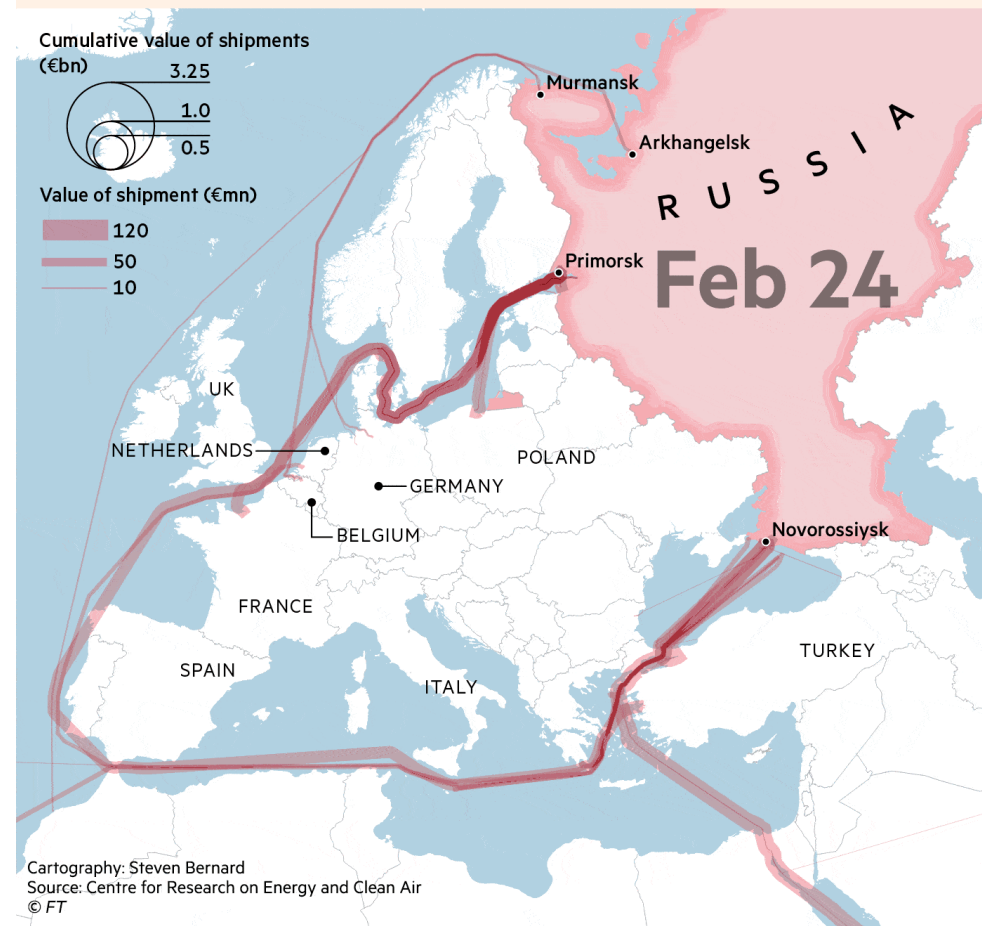 Cumulative value of shipments
(€bn)
3.25
1.0
0.5
Value of shipment (€mn)
120
50
10
Murmansk
Arkhangelsk
RUSSIA
Primorsk
Feb 24
UK
NETHERLANDS
POLAND
GERMANY
BELGIUM
Novorossiysk
FRANCE
TURKEY
SPAIN
ITALY
Cartography: Steven Bernard
Source: Centre for Research on Energy and Clean Air
© FT